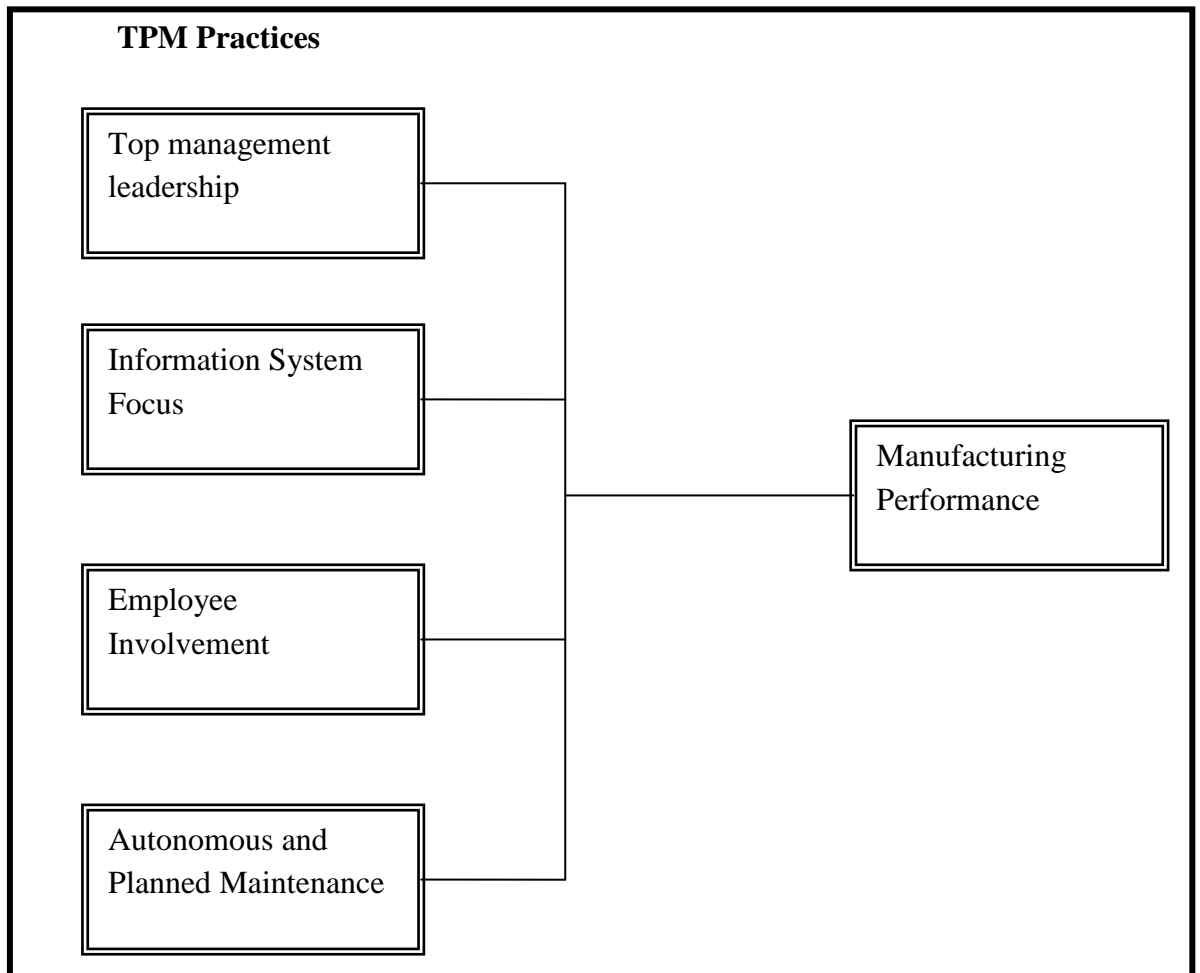 TPM Practices
Top management
leadership
Information System
Focus
Manufacturing
Performance
Employee
Involvement
Autonomous and
Planned Maintenance